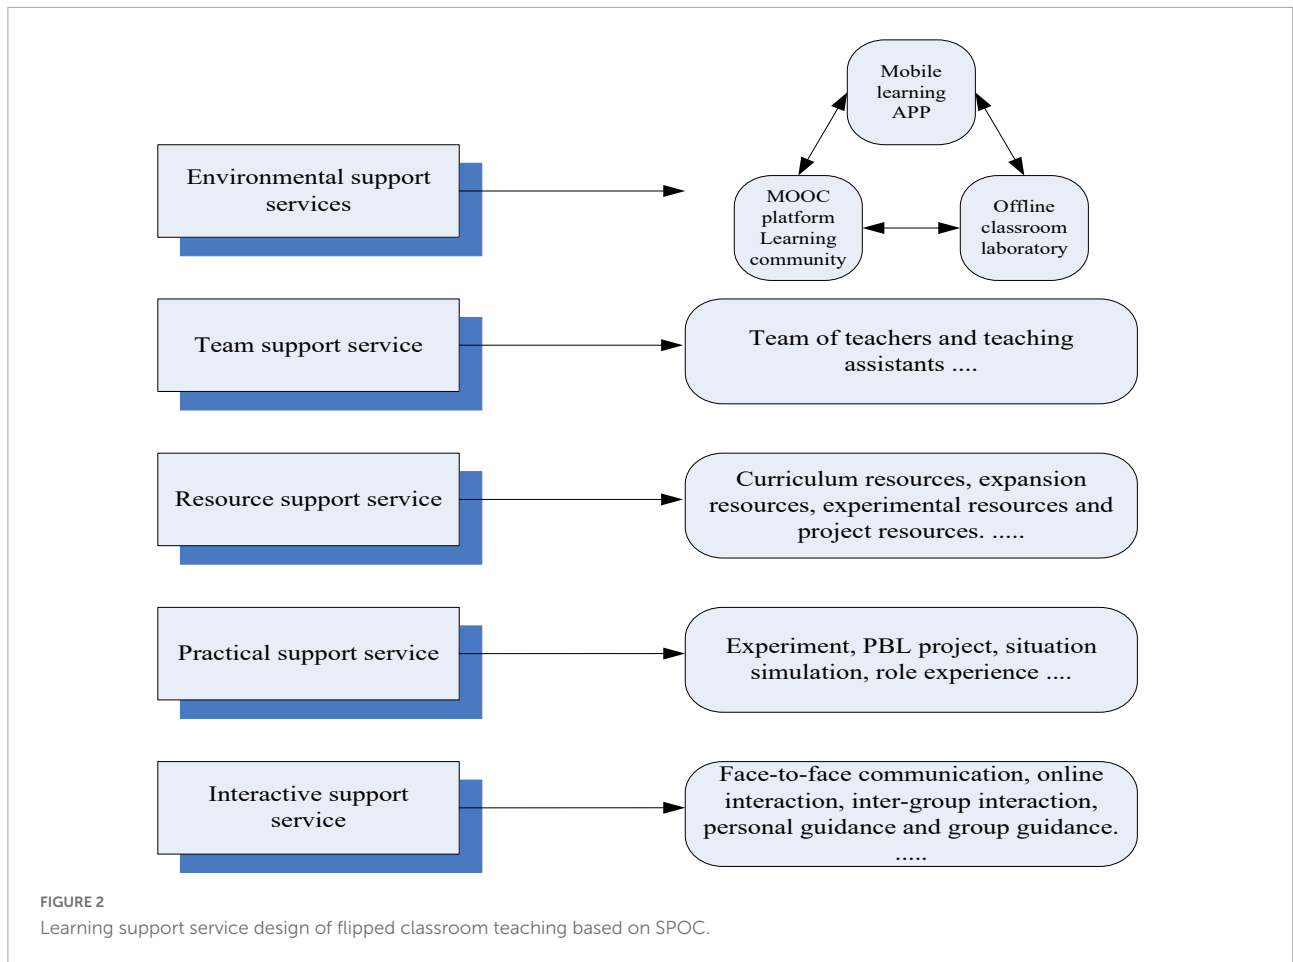 Mobile
learning
APP
Environmental support
services
MOOC
platform
Learning
community
Offline
classroom
laboratory
Team support service
Team of teachers and teaching
assistants ....
Resource support service
Curriculum resources, expansion
resources, experimental resources and
project resources. .....
Practical support service
Experiment, PBL project, situation
simulation, role experience ....
Interactive support
service
Face-to-face communication, online
interaction, inter-group interaction,
personal guidance and group guidance.
.....
FIGURE 2
Learning support service design of flipped classroom teaching based on SPOC.